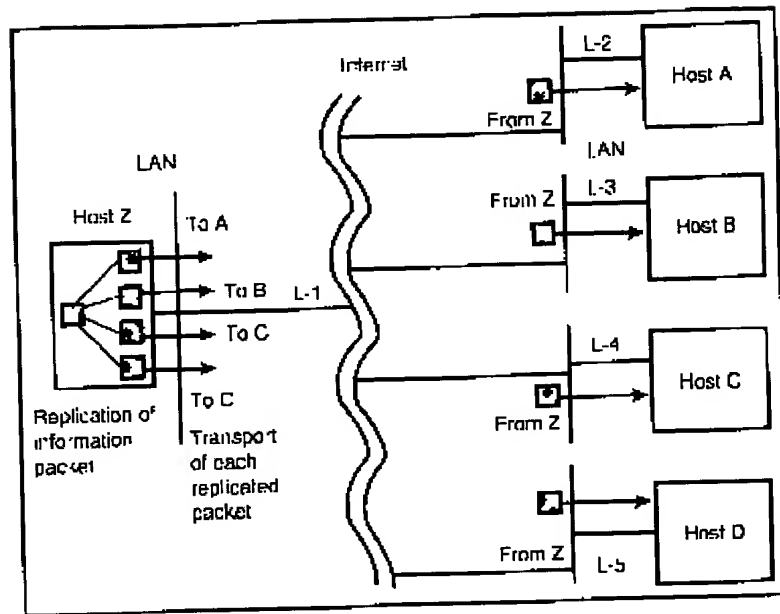 Internet
L-2
Host A
From Z
LAN
LAN
From Z
L-3
Host B
Host Z
To A
To B
L-1
To C
L-4
Host C
To C
From Z
Replication of
information
packet
Transport
of each
replicated
packet
From Z
L-5
Host D